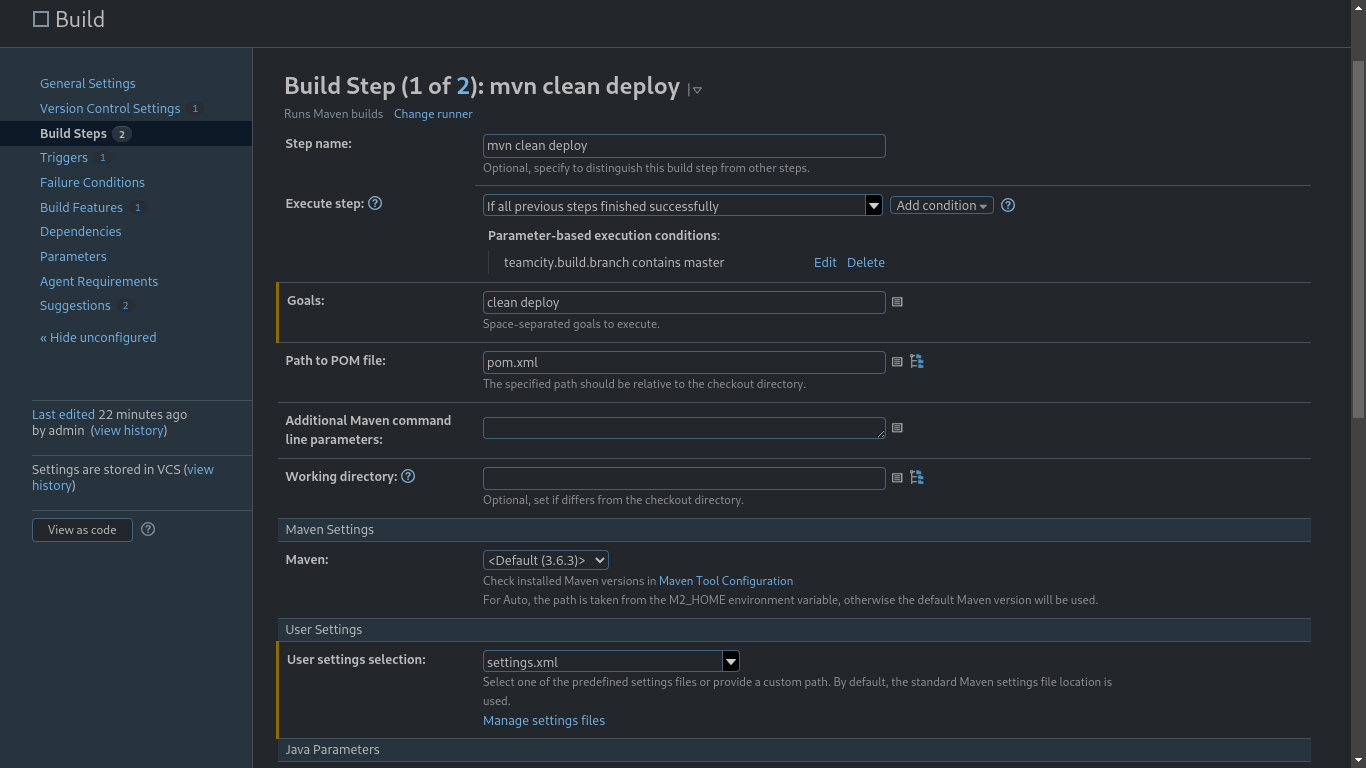 Build
General Settings
Version Control Settings 1
Build Steps 2
Triggers 1
Failure Conditions
Build Features 1
Dependencies
Parameters
Agent Requirements
Suggestions 2
« Hide unconfigured
Last edited 22 minutes ago
by admin (view history)
Settings are stored in VCS (view
history)
View as code
Build Step (1 of 2): mvn clean deploy
Runs Maven builds Change runner
Step name: mvn clean deploy
Optional, specify to distinguish this build step from other steps.
Execute step: If all previous steps finished successfully Add condition
Parameter-based execution conditions:
teamcity.build.branch contains master Edit Delete
Goals: clean deploy
Space-separated goals to execute.
Path to POM file: pom.xml
The specified path should be relative to the checkout directory.
Additional Maven command
line parameters:
Working directory:
Optional, set if differs from the checkout directory.
Maven Settings
Maven: <Default (3.6.3)>
Check installed Maven versions in Maven Tool Configuration
For Auto, the path is taken from the M2_HOME environment variable, otherwise the default Maven version will be used.
User Settings
User settings selection: settings.xml
Select one of the predefined settings files or provide a custom path. By default, the standard Maven settings file location is
used.
Manage settings files
Java Parameters